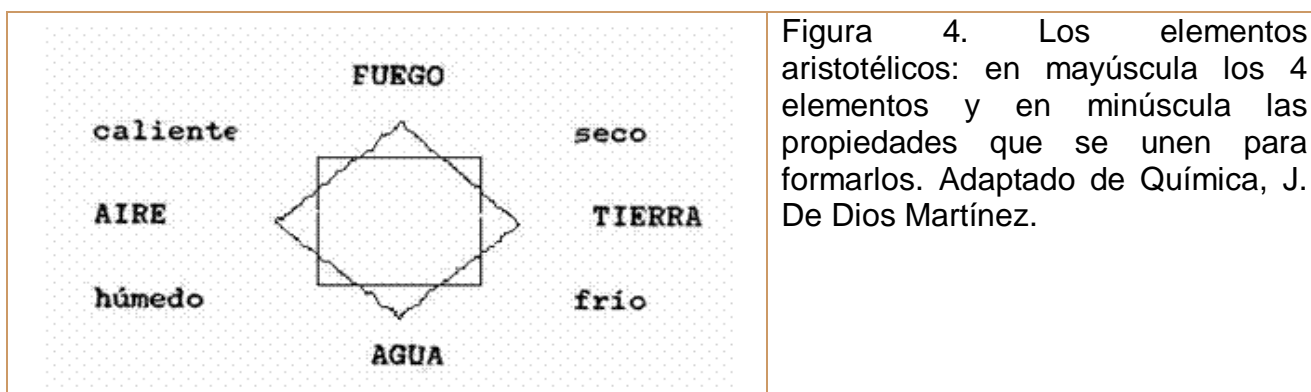 FUEGO
caliente seco
AIRE TIERRA
húmedo frío
AGUA
Figura 4. Los elementos
aristotélicos: en mayúscula los 4
elementos y en minúscula las
propiedades que se unen para
formarlos. Adaptado de Química, J.
De Dios Martínez.